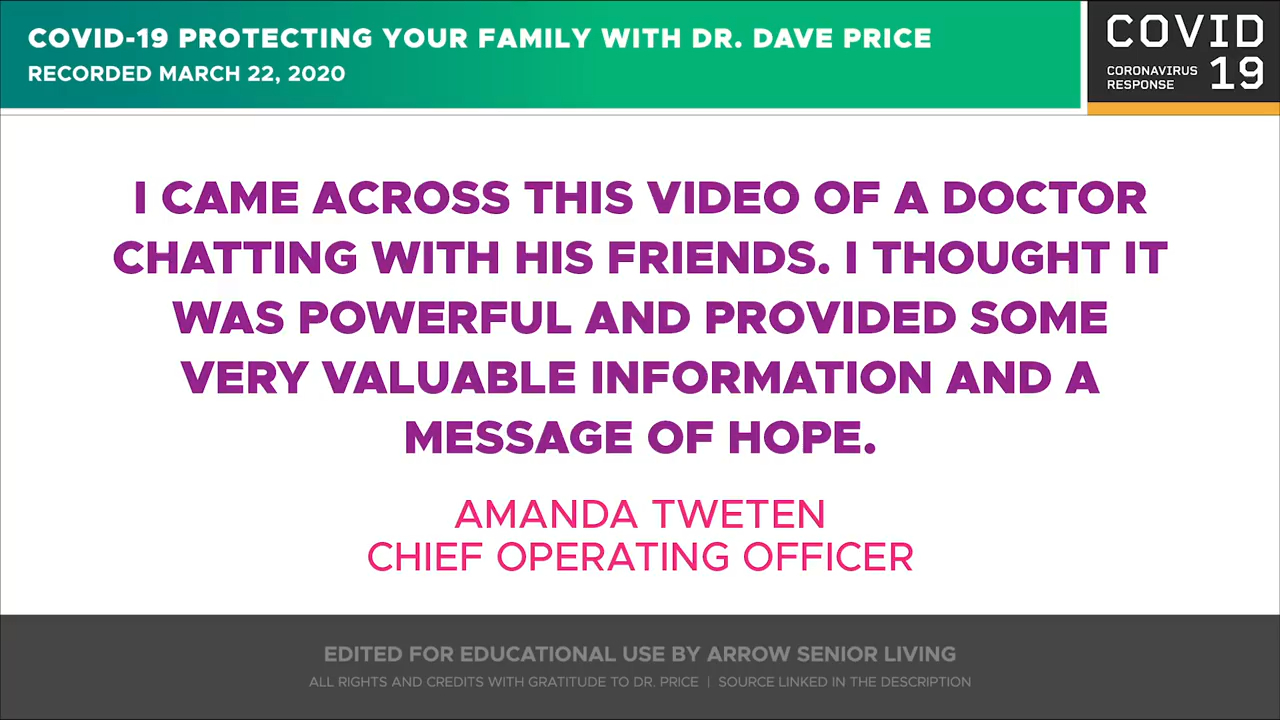 COVID-19 PROTECTING YOUR FAMILY WITH DR. DAVE PRICE
RECORDED MARCH 22, 2020
COVID
CORONAVIRUS
RESPONSE
19
I CAME ACROSS THIS VIDEO OF A DOCTOR
CHATTING WITH HIS FRIENDS. I THOUGHT IT
WAS POWERFUL AND PROVIDED SOME
VERY VALUABLE INFORMATION AND A
MESSAGE OF HOPE.
AMANDA TWETEN
CHIEF OPERATING OFFICER
EDITED FOR EDUCATIONAL USE BY ARROW SENIOR LIVING
ALL RIGHTS AND CREDITS WITH GRATITUDE TO DR. PRICE | SOURCE LINKED IN THE DESCRIPTION